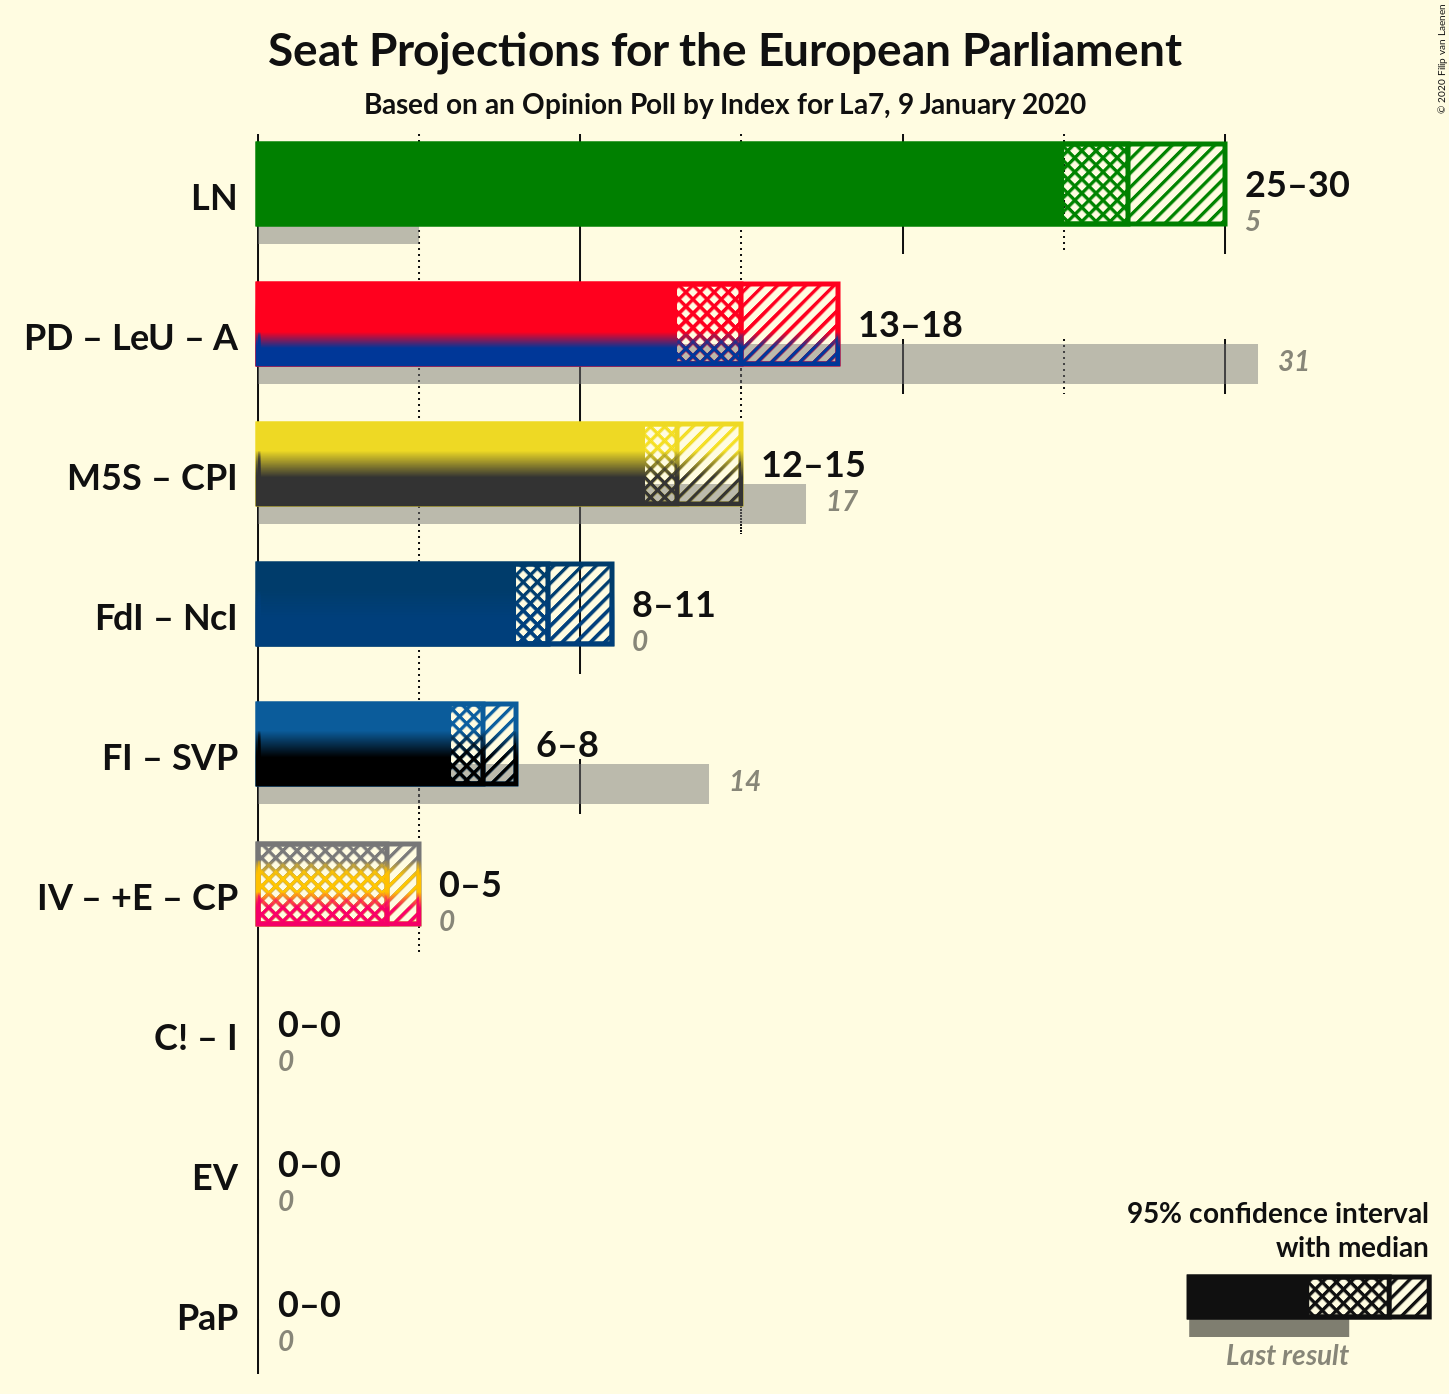 Seat Projections for the European Parliament
Based on an Opinion Poll by Index for La7, 9 January 2020
© 2020 Filip van Laenen
LN
25–30
5
PD – LeU – A
13–18
31
M5S – CPI
12–15
17
FdI – NcI
8–11
0
FI – SVP
6–8
14
IV – +E – CP
0–5
0
C! – I
0–0
0
EV
0–0
0
PaP
0–0
0
95% confidence interval
with median
Last result